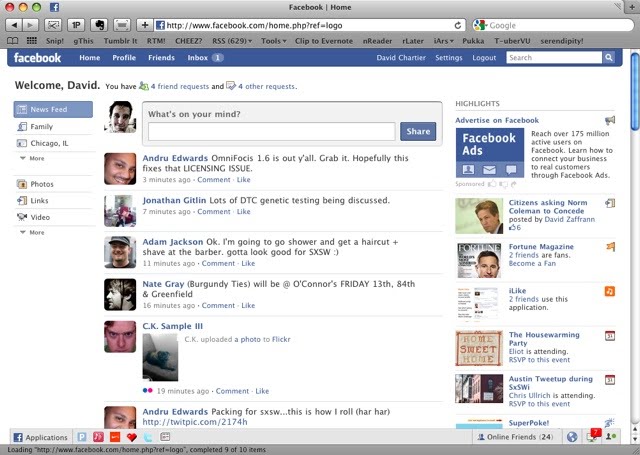 Facebook | Home
http://www.facebook.com/home.php?ref=logo
Google
Snip! gThis Tumblr It RTM! CHEEZ? RSS (629) Tools Clip to Evernote nReader rLater iArs Pukka T-uberVU serendipity!
facebook Home Profile Friends Inbox 1 David Chartier Settings Logout Search
Welcome, David. You have 4 friend requests and 4 other requests.
News Feed
Family
Chicago, IL
More
Photos
Links
Video
More
What's on your mind?
Share
Andru Edwards OmniFocis 1.6 is out y'all. Grab it. Hopefully this
fixes that LICENSING ISSUE.
3 minutes ago · Comment · Like
Jonathan Gitlin Lots of DTC genetic testing being discussed.
7 minutes ago · Comment · Like
Adam Jackson Ok. I'm going to go shower and get a haircut +
shave at the barber. gotta look good for SXSW :)
11 minutes ago · Comment · Like
Nate Gray (Burgundy Ties) will be @ O'Connor's FRIDAY 13th, 84th
& Greenfield
16 minutes ago · Comment · Like
C.K. Sample III
C.K. uploaded a photo to Flickr
19 minutes ago · Comment · Like
Andru Edwards Packing for sxsw...this is how I roll (har har)
http://twitpic.com/2174h
HIGHLIGHTS
Advertise on Facebook
Facebook
Ads
Reach over 175 million
active users on
Facebook. Learn how to
connect your business
to real customers
through Facebook Ads.
Sponsored
Citizens asking Norm
Coleman to Concede
posted by David Zaffrann
6
FORTUNE
Fortune Magazine
2 friends are fans.
Become a Fan
iLike
2 friends use this
application.
HOME
SWEET
HOME
The Housewarming
Party
Eliot is attending.
RSVP to this event
31
Austin Tweetup during
SxSWi
Chris Ullrich is attending.
RSVP to this event
31
SuperPoke!
Applications
Online Friends (24)
7
Loading "http://www.facebook.com/home.php?ref=logo", completed 9 of 10 items